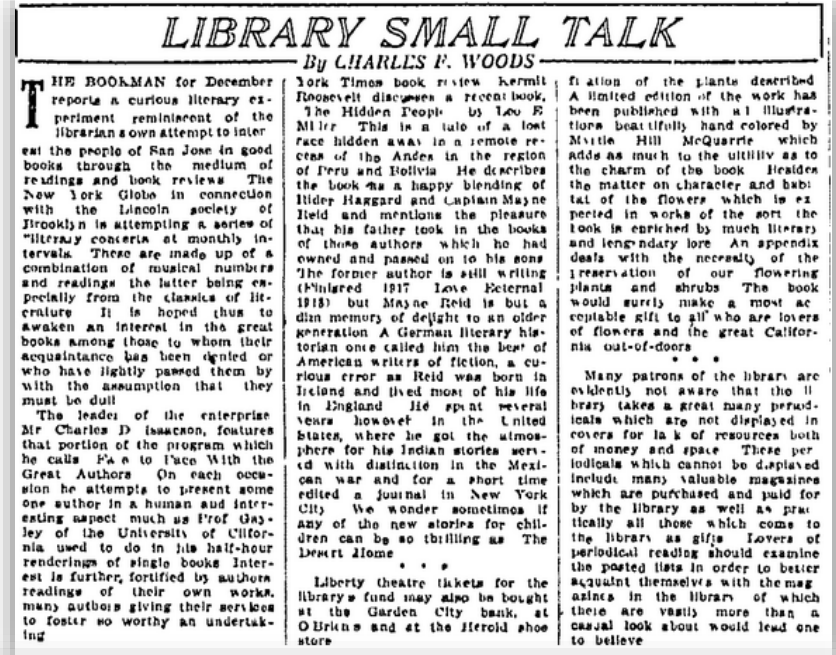 LIBRARY SMALL TALK
By CHARLES F. WOODS
THE BOOKMAN for December
reports a curious literary ex-
periment reminiscent of the
librarian s own attempt to inter
est the people of San Jose in good
books through the medium of
readings and book reviews The
New York Globe in connection
with the Lincoln society of
Brooklyn is attempting a series of
"literary concerts at monthly in-
tervals. These are made up of a
combination of musical numbers
and readings the latter being es-
pecially from the classics of lit-
erature It is hoped thus to
awaken an interest in the great
books among those to whom their
acquaintance has been denied or
who have lightly passed them by
with the assumption that they
must be dull
The leader of the enterprise
Mr Charles D Isaacson, features
that portion of the program which
he calls Fa e to Face With the
Great Authors On each occa-
sion he attempts to present some
one author in a human and inter-
esting aspect much as Prof Gay-
ley of the University of Clifor-
nia used to do in his half-hour
renderings of single books Inter-
est is further, fortified by authors
readings of their own works.
many authors giving their services
to foster so worthy an undertak-
ing
York Times book review Kermit
Roosevelt discusses a recent book.
The Hidden People by Leo E
Miller This is a tale of a lost
race hidden away in a remote re-
cess of the Andes in the region
of Peru and Bolivia He describes
the book as a happy blending of
Rider Haggard and Captain Mayne
Reid and mentions the pleasure
that his father took in the books
of those authors which he had
owned and passed on to his sons
The former author is still writing
(Finished 1917 Love Eternal
1918) but Mayne Reid is but a
dim memory of delight to an older
generation A German literary his-
torian once called him the best of
American writers of fiction, a cu-
rious error as Reid was born in
Ireland and lived most of his life
in England He spent several
years however in the United
States, where he got the atmos-
phere for his Indian stories serv-
ed with distinction in the Mexi-
can war and for a short time
edited a journal in New York
City We wonder sometimes if
any of the new stories for chil-
dren can be so thrilling as The
Desert Home
* * *
Liberty theatre tickets for the
library s fund may also be bought
at the Garden City bank, at
O Briens and at the Herold shoe
store
fi ation of the plants described
A limited edition of the work has
been published with all illustra-
tions beautifully hand colored by
Myrtle Hill McQuarrie which
adds as much to the utility as to
the charm of the book Besides
the matter on character and habi
tat of the flowers which is ex
pected in works of the sort the
book is enriched by much literary
and lengendary lore An appendix
deals with the necessity of the
preservation of our flowering
plants and shrubs The book
would surely make a most ac
ceptable gift to all who are lovers
of flowers and the great Califor-
nia out-of-doors
* * *
Many patrons of the library are
evidently not aware that the li
brary takes a great many period-
icals which are not displayed in
covers for la k of resources both
of money and space These per
iodicals which cannot be displayed
include many valuable magazines
which are purchased and paid for
by the library as well as prac
tically all those which come to
the library as gifts Lovers of
periodical reading should examine
the posted lists in order to better
acquaint themselves with the mag
azines in the library of which
there are vastly more than a
casual look about would lead one
to believe